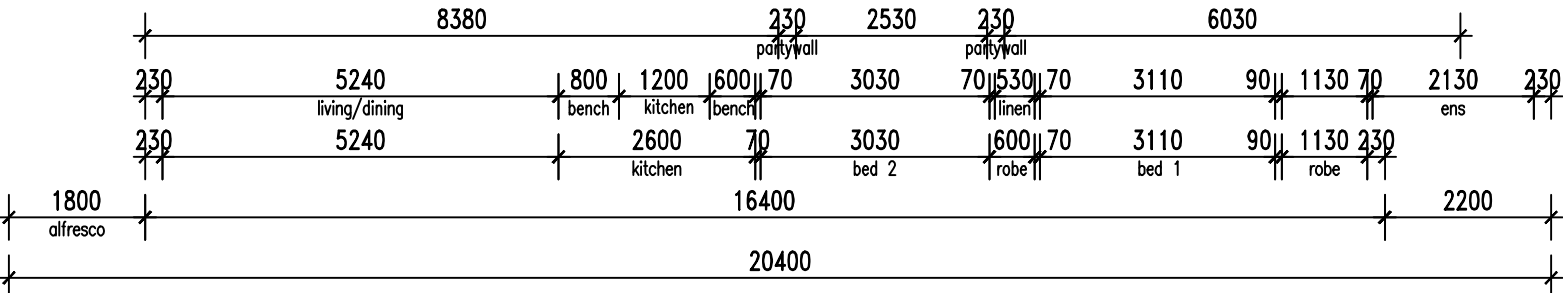 8380 230 2530 230 6030
partywall partywall
230 5240 800 1200 600 70 3030 70 530 70 3110 90 1130 70 2130 230
living/dining bench kitchen bench linen ens
230 5240 2600 70 3030 600 70 3110 90 1130 230
kitchen bed 2 robe bed 1 robe
1800 16400 2200
alfresco
20400